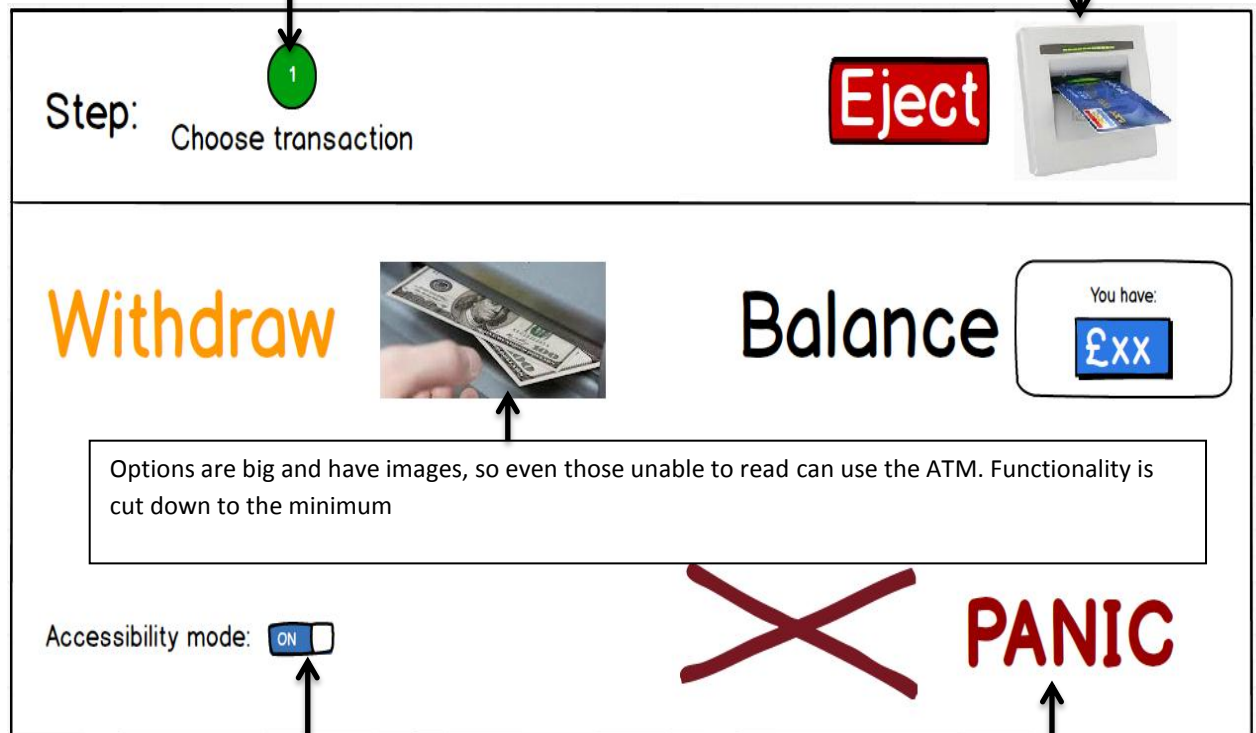 1
Step:
Choose transaction
Eject
Withdraw
Balance
You have:
£xx
Options are big and have images, so even those unable to read can use the ATM. Functionality is
cut down to the minimum
Accessibility mode: ON
PANIC